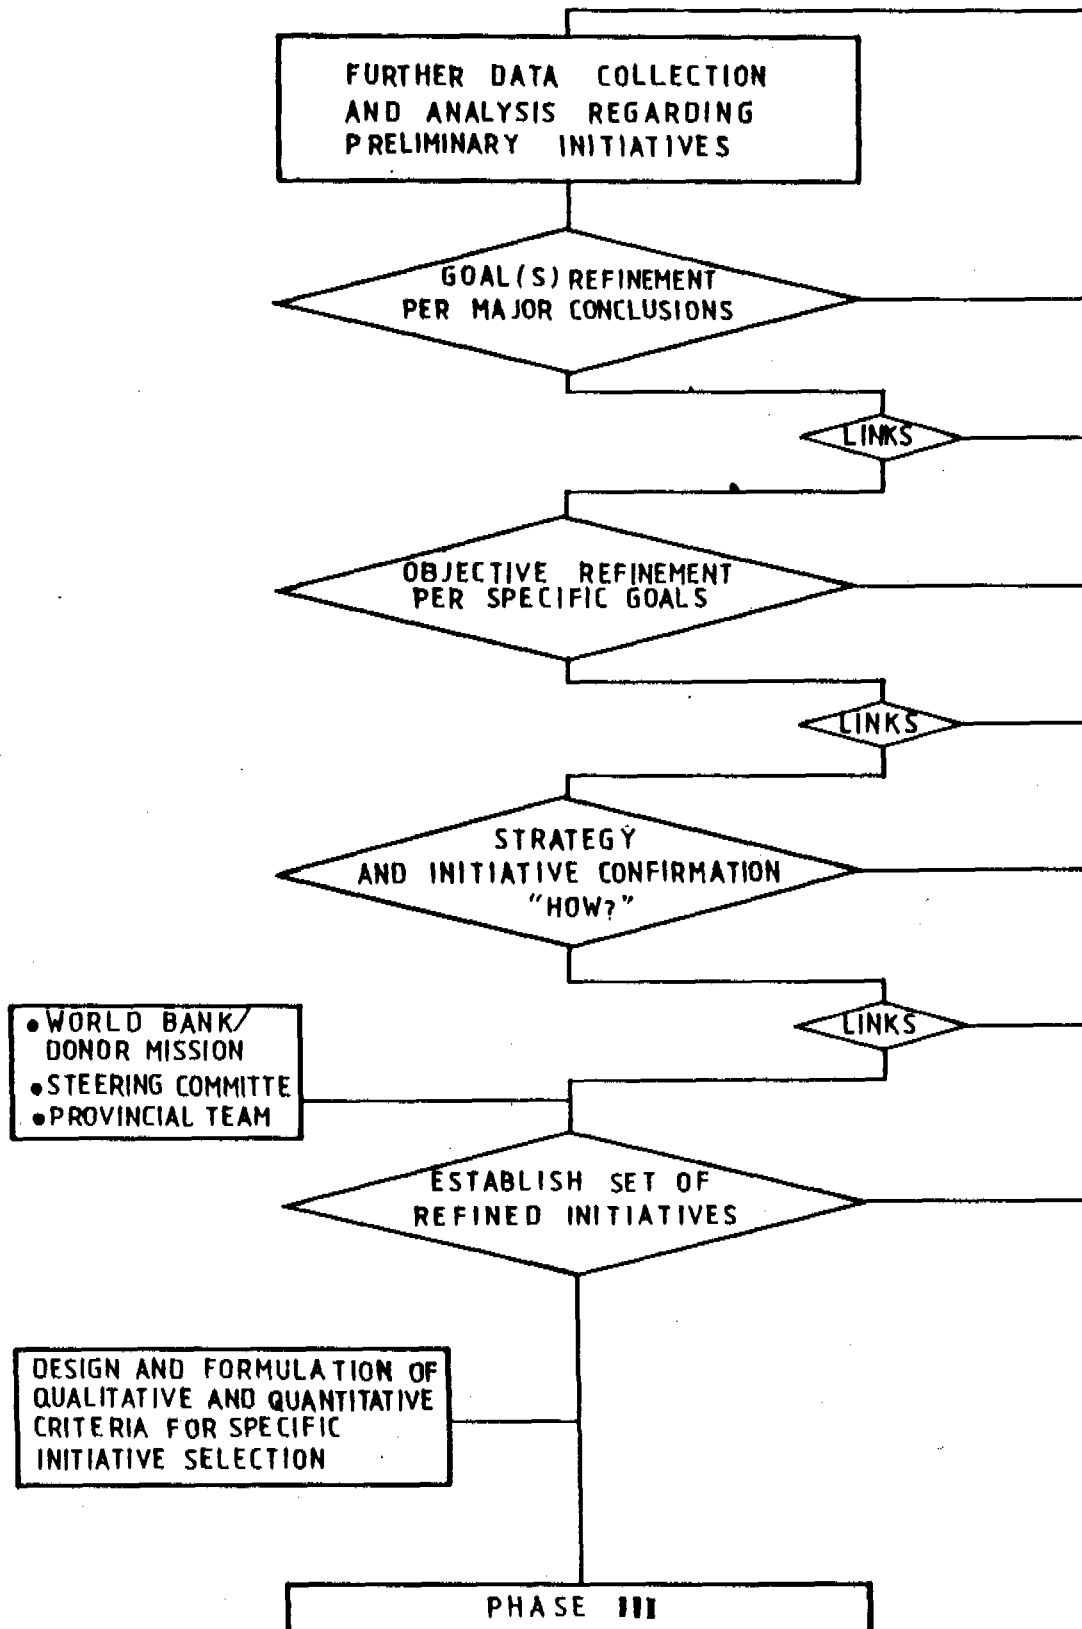 FURTHER DATA COLLECTION
AND ANALYSIS REGARDING
PRELIMINARY INITIATIVES
GOAL(S) REFINEMENT
PER MAJOR CONCLUSIONS
LINKS
OBJECTIVE REFINEMENT
PER SPECIFIC GOALS
LINKS
STRATEGY
AND INITIATIVE CONFIRMATION
"HOW?"
LINKS
• WORLD BANK/
DONOR MISSION
• STEERING COMMITTE
• PROVINCIAL TEAM
ESTABLISH SET OF
REFINED INITIATIVES
DESIGN AND FORMULATION OF
QUALITATIVE AND QUANTITATIVE
CRITERIA FOR SPECIFIC
INITIATIVE SELECTION
PHASE III